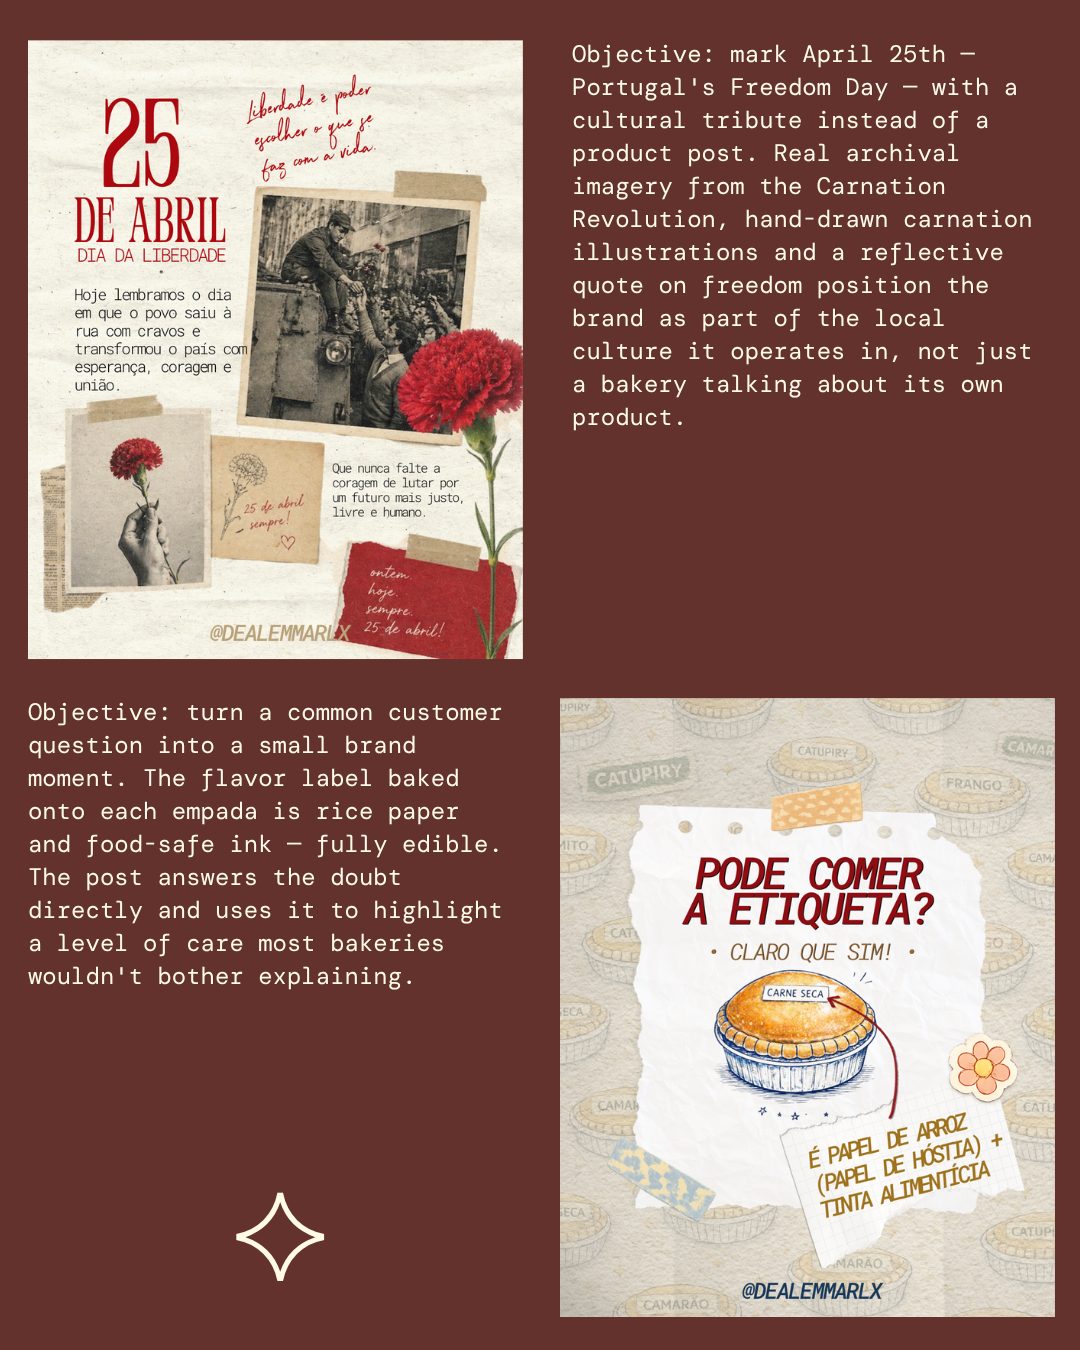 25
DE ABRIL
DIA DA LIBERDADE
Liberdade é poder
escolher o que se
faz com a vida.
Hoje lembramos o dia
em que o povo saiu à
rua com cravos e
transformou o país com
esperança, coragem e
união.
25 de abril
sempre!
Que nunca falte a
coragem de lutar por
um futuro mais justo,
livre e humano.
ontem.
hoje.
sempre.
25 de abril!
@DEALEMMARLX
Objective: mark April 25th —
Portugal's Freedom Day — with a
cultural tribute instead of a
product post. Real archival
imagery from the Carnation
Revolution, hand-drawn carnation
illustrations and a reflective
quote on freedom position the
brand as part of the local
culture it operates in, not just
a bakery talking about its own
product.
Objective: turn a common customer
question into a small brand
moment. The flavor label baked
onto each empada is rice paper
and food-safe ink — fully edible.
The post answers the doubt
directly and uses it to highlight
a level of care most bakeries
wouldn't bother explaining.
CATUPIRY
CATUPIRY
FRANGO
PODE COMER
A ETIQUETA?
• CLARO QUE SIM! •
CARNE SECA
É PAPEL DE ARROZ
(PAPEL DE HÓSTIA) +
TINTA ALIMENTÍCIA
CAMARÃO
@DEALEMMARLX